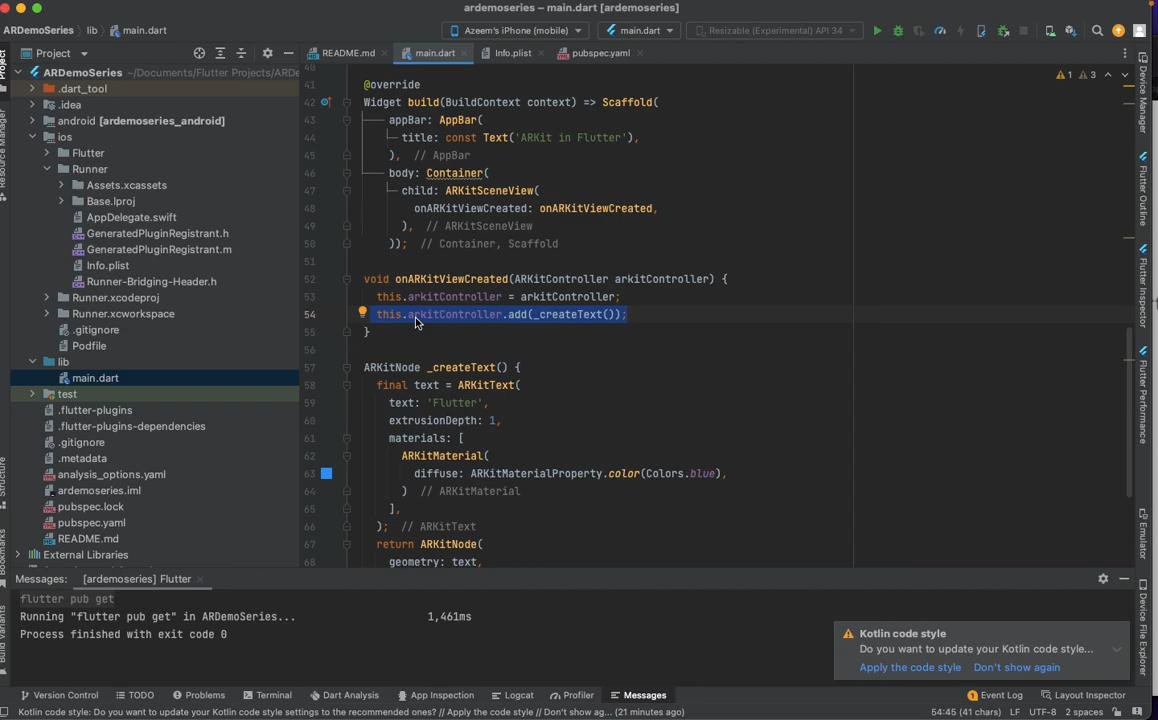 ardemoseries – main.dart [ardemoseries]
ARDemoSeries lib main.dart
Azeem's iPhone (mobile) main.dart Resizable (Experimental) API 34
Project
README.md main.dart Info.plist pubspec.yaml
ARDemoSeries ~/Documents/Flutter Projects/ARDe
.dart_tool
.idea
android [ardemoseries_android]
ios
Flutter
Runner
Assets.xcassets
Base.lproj
AppDelegate.swift
GeneratedPluginRegistrant.h
GeneratedPluginRegistrant.m
Info.plist
Runner-Bridging-Header.h
Runner.xcodeproj
Runner.xcworkspace
.gitignore
Podfile
lib
main.dart
test
.flutter-plugins
.flutter-plugins-dependencies
.gitignore
.metadata
analysis_options.yaml
ardemoseries.iml
pubspec.lock
pubspec.yaml
README.md
External Libraries
40
41 @override
42 Widget build(BuildContext context) => Scaffold(
43 appBar: AppBar(
44 title: const Text('ARKit in Flutter'),
45 ), // AppBar
46 body: Container(
47 child: ARKitSceneView(
48 onARKitViewCreated: onARKitViewCreated,
49 ), // ARKitSceneView
50 )); // Container, Scaffold
51
52 void onARKitViewCreated(ARKitController arkitController) {
53 this.arkitController = arkitController;
54 this.arkitController.add(_createText());
55 }
56
57 ARKitNode _createText() {
58 final text = ARKitText(
59 text: 'Flutter',
60 extrusionDepth: 1,
61 materials: [
62 ARKitMaterial(
63 diffuse: ARKitMaterialProperty.color(Colors.blue),
64 ) // ARKitMaterial
65 ],
66 ); // ARKitText
67 return ARKitNode(
68 geometry: text,
1 3
Project
Resource Manager
Structure
Bookmarks
Build Variants
Device Manager
Flutter Outline
Flutter Inspector
Flutter Performance
Emulator
Device File Explorer
Messages: [ardemoseries] Flutter
flutter pub get
Running "flutter pub get" in ARDemoSeries... 1,461ms
Process finished with exit code 0
Kotlin code style
Do you want to update your Kotlin code style...
Apply the code style Don't show again
Version Control TODO Problems Terminal Dart Analysis App Inspection Logcat Profiler Messages 1 Event Log Layout Inspector
Kotlin code style: Do you want to update your Kotlin code style settings to the recommended ones? // Apply the code style // Don't show ag... (21 minutes ago) 54:45 (41 chars) LF UTF-8 2 spaces